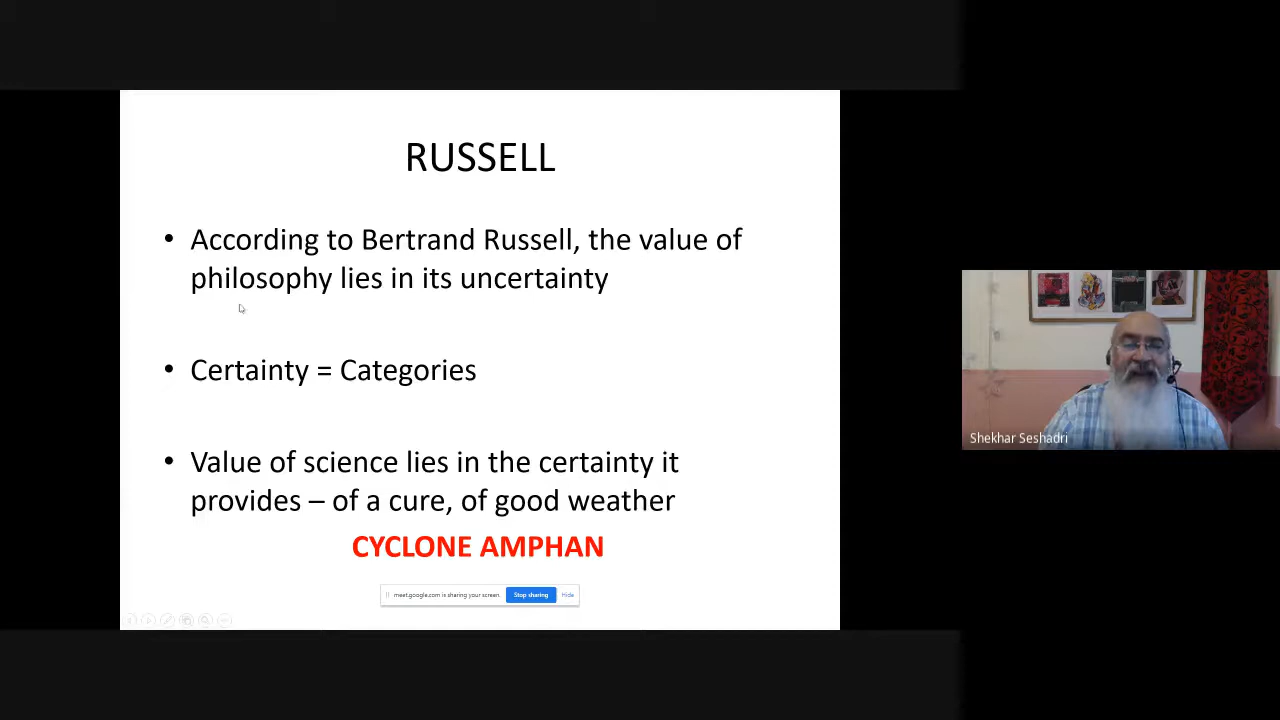 RUSSELL
• According to Bertrand Russell, the value of
philosophy lies in its uncertainty
• Certainty = Categories
• Value of science lies in the certainty it
provides – of a cure, of good weather
CYCLONE AMPHAN
meet.google.com is sharing your screen. Stop sharing Hide
Shekhar Seshadri